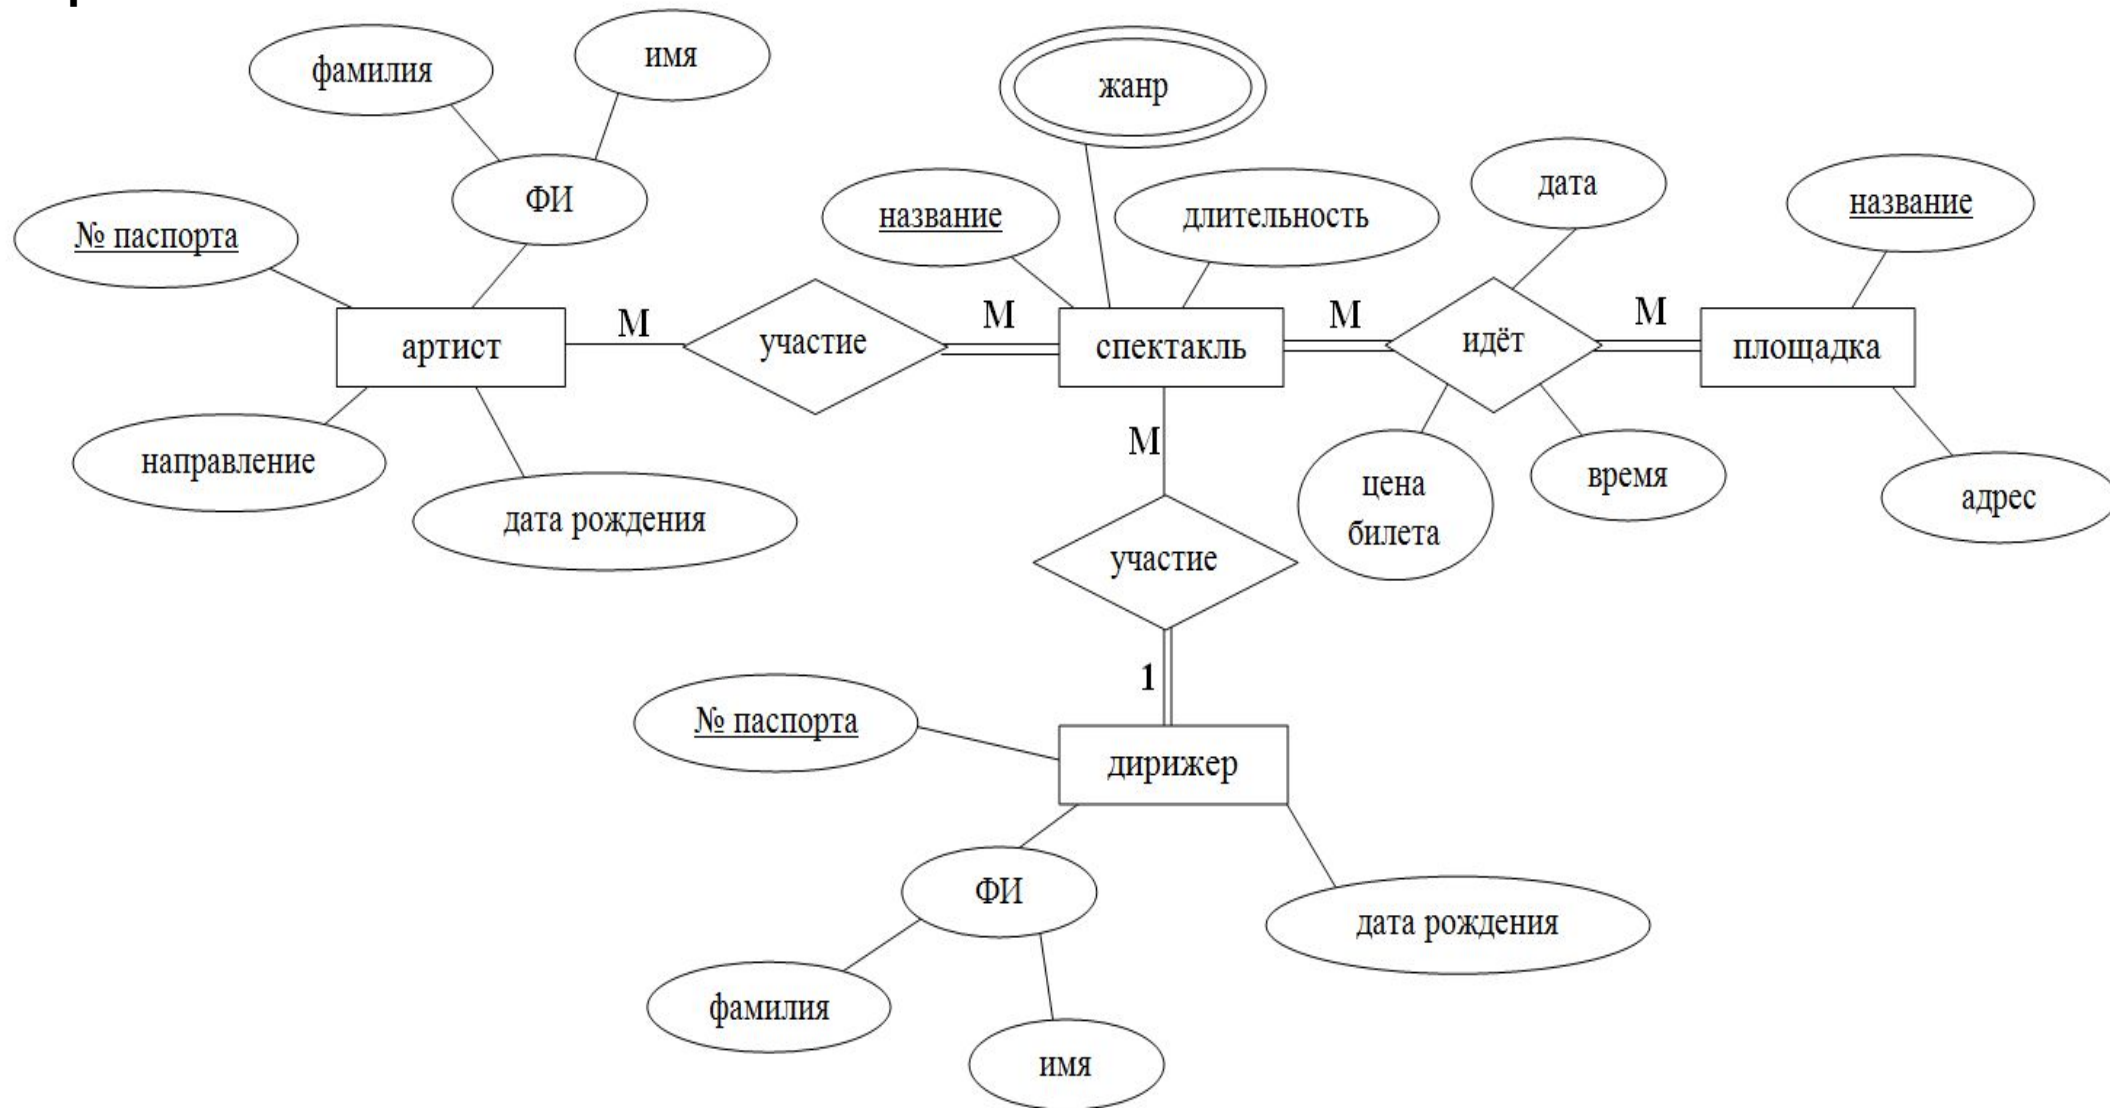 фамилия
имя
жанр
дата
ФИ
название
длительность
название
№ паспорта
M
M
M
M
артист
участие
спектакль
идёт
площадка
M
направление
дата рождения
цена
билета
время
адрес
участие
1
№ паспорта
дирижер
ФИ
дата рождения
фамилия
имя